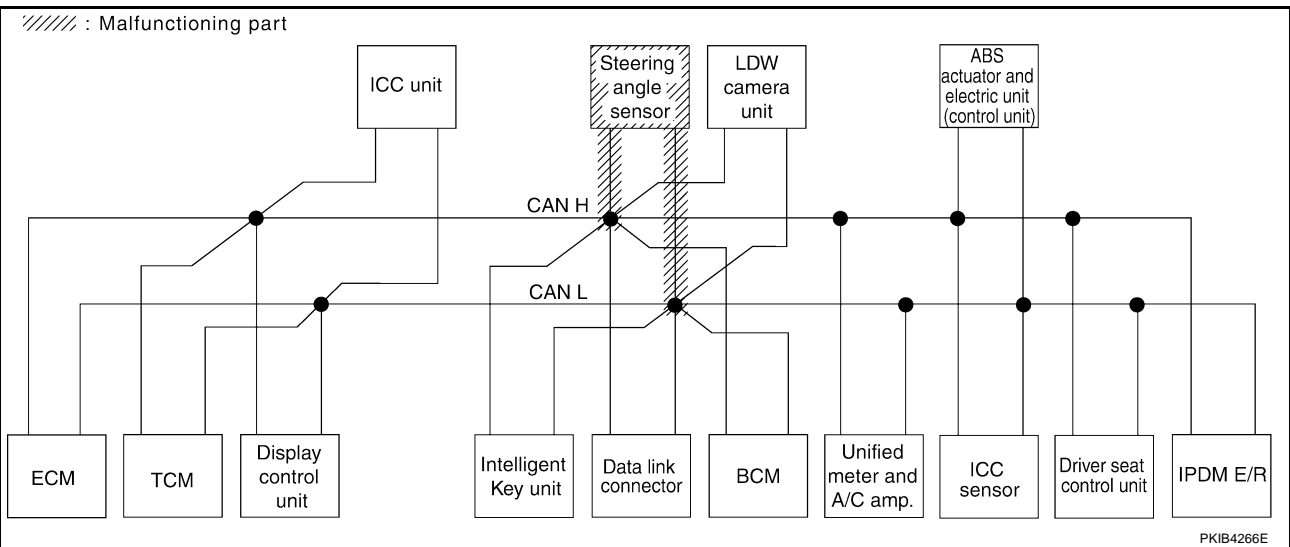 : Malfunctioning part
ICC unit
Steering
angle
sensor
LDW
camera
unit
ABS
actuator and
electric unit
(control unit)
CAN H
CAN L
ECM
TCM
Display
control
unit
Intelligent
Key unit
Data link
connector
BCM
Unified
meter and
A/C amp.
ICC
sensor
Driver seat
control unit
IPDM E/R
PKIB4266E